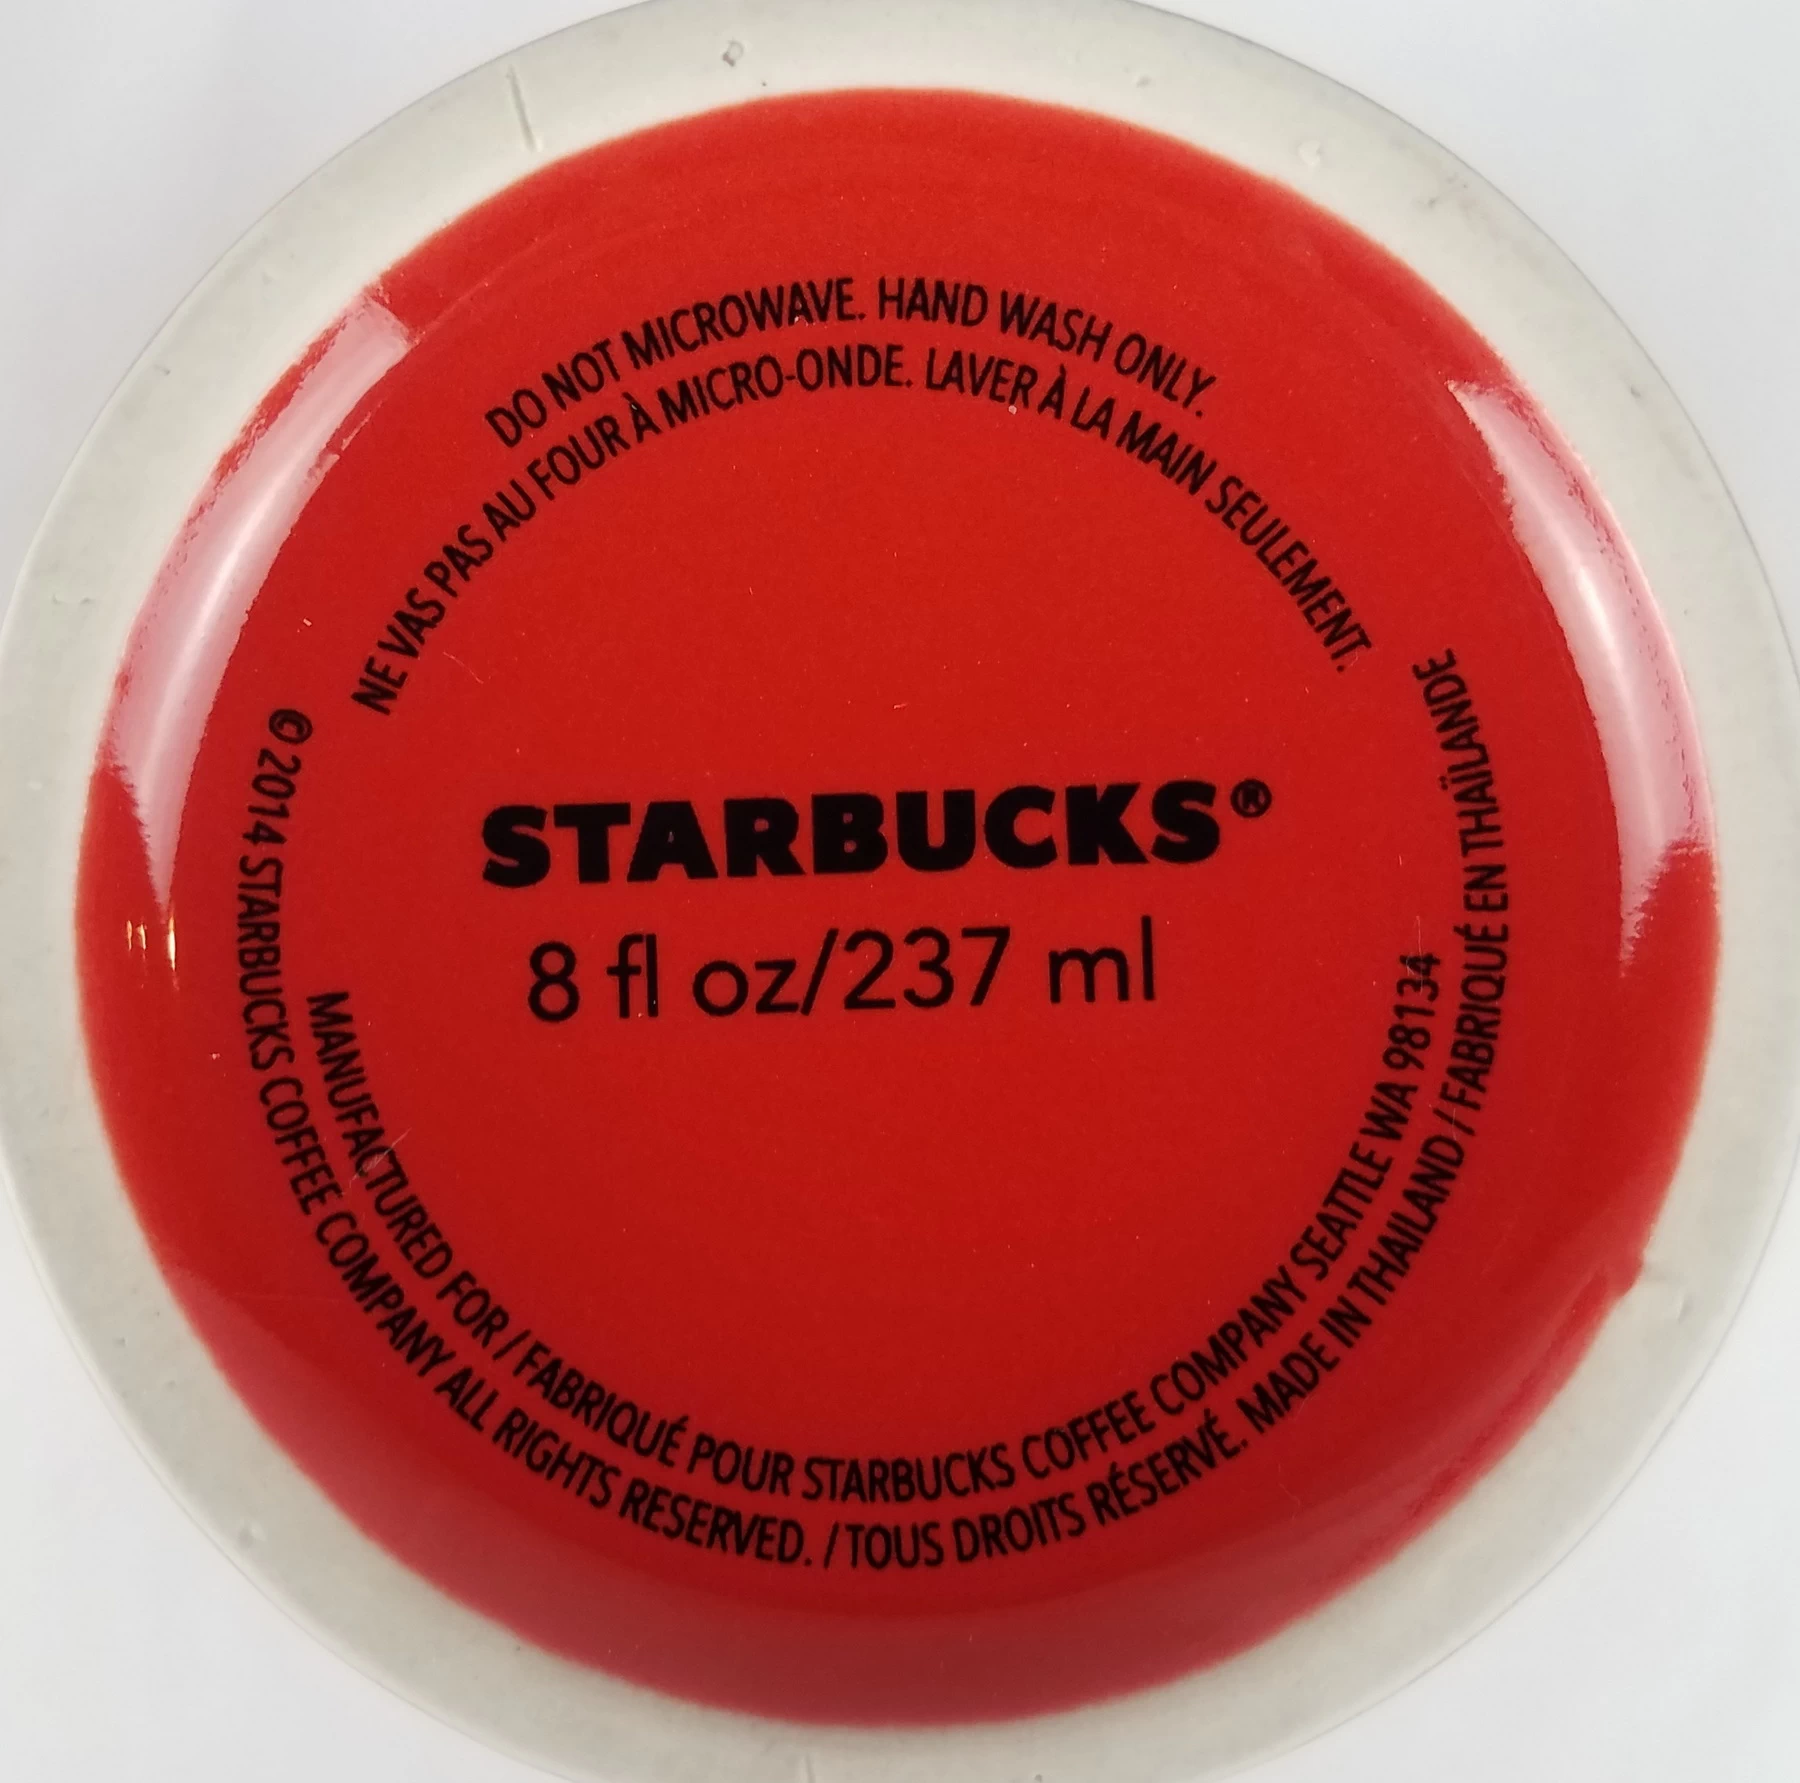 DO NOT MICROWAVE. HAND WASH ONLY.
NE VAS PAS AU FOUR À MICRO-ONDE. LAVER À LA MAIN SEULEMENT.
STARBUCKS®
8 fl oz/237 ml
MANUFACTURED FOR / FABRIQUÉ POUR STARBUCKS COFFEE COMPANY SEATTLE WA 98134
© 2014 STARBUCKS COFFEE COMPANY ALL RIGHTS RESERVED. / TOUS DROITS RÉSERVÉ. MADE IN THAILAND / FABRIQUÉ EN THAÏLANDE